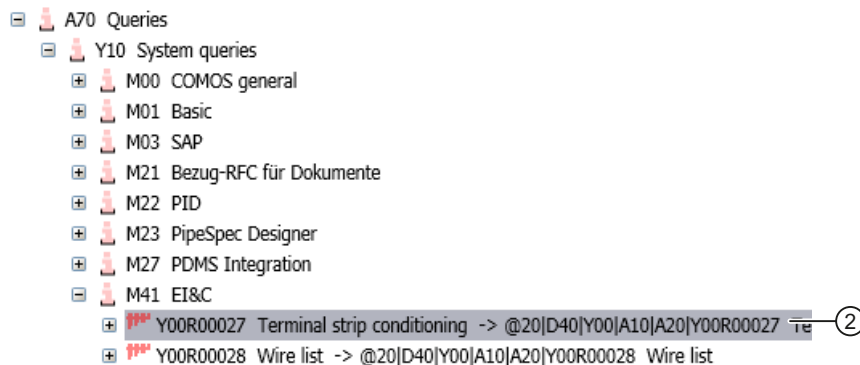 A70 Queries
Y10 System queries
M00 COMOS general
M01 Basic
M03 SAP
M21 Bezug-RFC für Dokumente
M22 PID
M23 PipeSpec Designer
M27 PDMS Integration
M41 EI&C
Y00R00027 Terminal strip conditioning -> @20|D40|Y00|A10|A20|Y00R00027 Te 2
Y00R00028 Wire list -> @20|D40|Y00|A10|A20|Y00R00028 Wire list